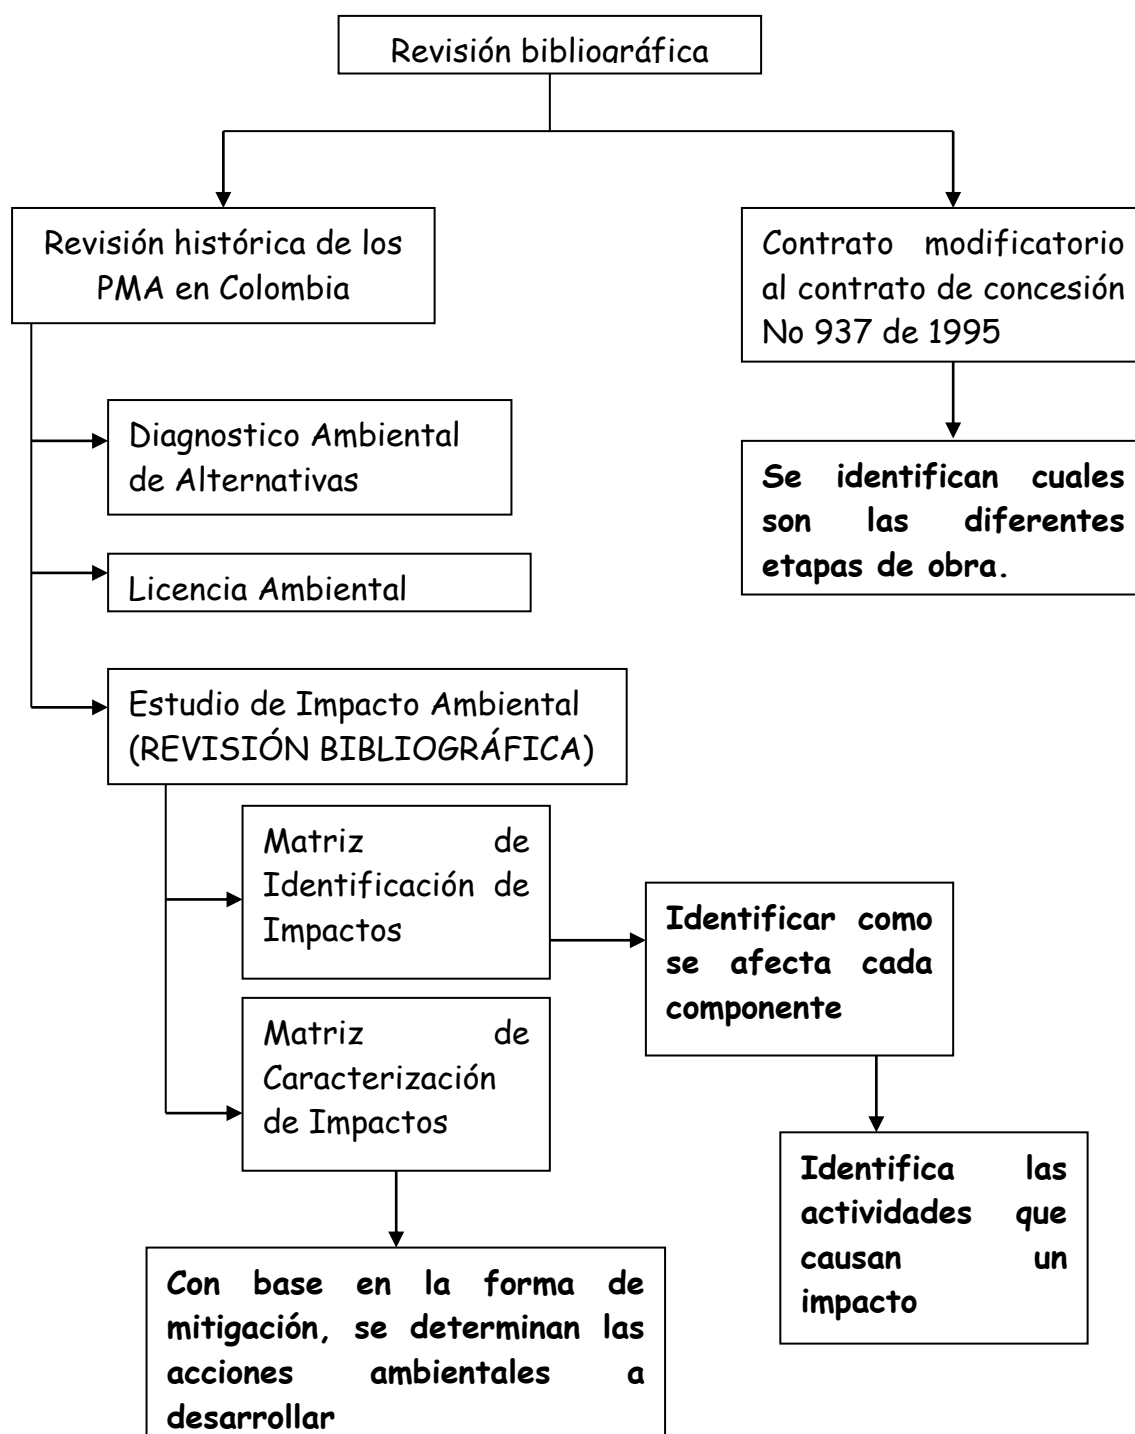 Revisión bibliográfica
Revisión histórica de los
PMA en Colombia
Contrato modificatorio
al contrato de concesión
No 937 de 1995
Diagnostico Ambiental
de Alternativas
Se identifican cuales
son las diferentes
etapas de obra.
Licencia Ambiental
Estudio de Impacto Ambiental
(REVISIÓN BIBLIOGRÁFICA)
Matriz de
Identificación de
Impactos
Identificar como
se afecta cada
componente
Matriz de
Caracterización
de Impactos
Identifica las
actividades que
causan un
impacto
Con base en la forma de
mitigación, se determinan las
acciones ambientales a
desarrollar